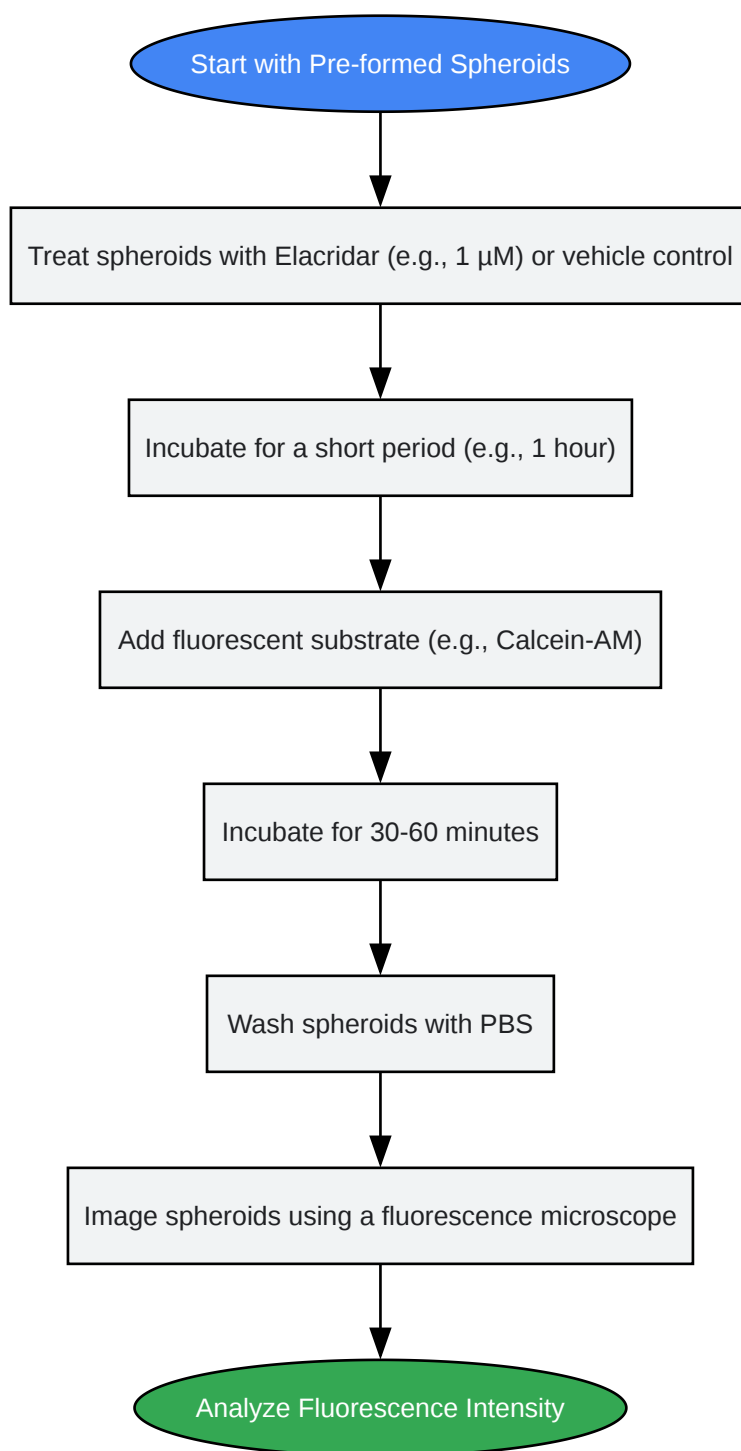 Start with Pre-formed Spheroids
Treat spheroids with Elacridar (e.g., 1 µM) or vehicle control
Incubate for a short period (e.g., 1 hour)
Add fluorescent substrate (e.g., Calcein-AM)
Incubate for 30-60 minutes
Wash spheroids with PBS
Image spheroids using a fluorescence microscope
Analyze Fluorescence Intensity